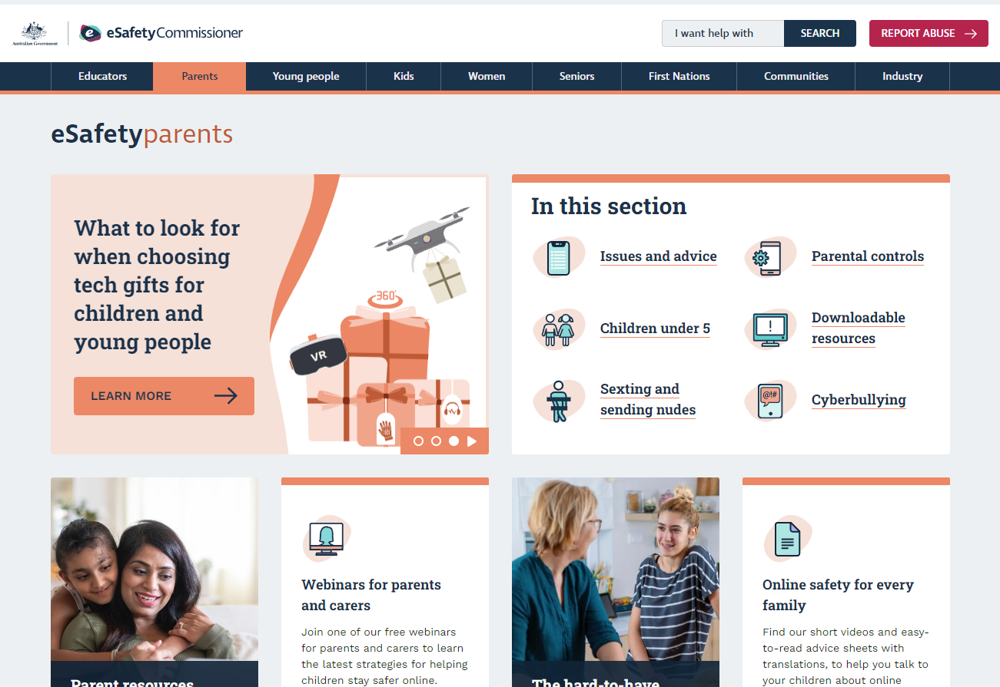 Australian Government
eSafetyCommissioner
I want help with
SEARCH
REPORT ABUSE
Educators
Parents
Young people
Kids
Women
Seniors
First Nations
Communities
Industry
eSafetyparents
What to look for
when choosing
tech gifts for
children and
young people
LEARN MORE
360°
VR
In this section
Issues and advice
Parental controls
Children under 5
Downloadable
resources
Sexting and
sending nudes
@!#
Cyberbullying
Parent resources
Webinars for parents
and carers
Join one of our free webinars
for parents and carers to learn
the latest strategies for helping
children stay safer online.
The hard-to-have
Online safety for every
family
Find our short videos and easy-
to-read advice sheets with
translations, to help you talk to
your children about online